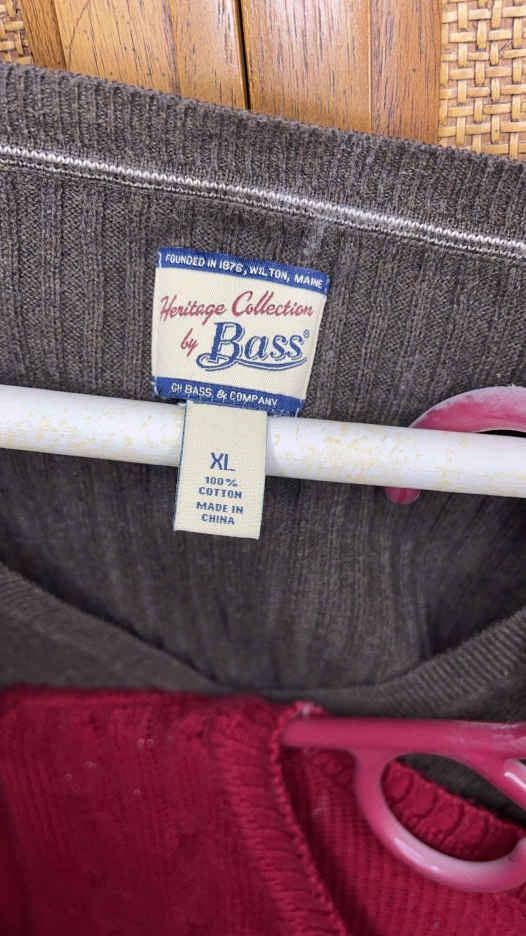 FOUNDED IN 1876, WILTON, MAINE
Heritage Collection
by Bass®
GH BASS & COMPANY
XL
100%
COTTON
MADE IN
CHINA